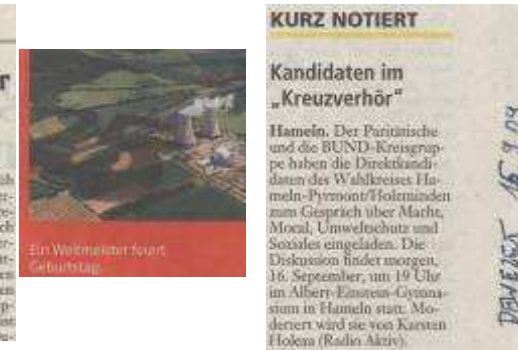 r
Ein Weltmeister feiert
Geburtstag.
KURZ NOTIERT
Kandidaten im
„Kreuzverhör“
Hameln. Der Paritätische
und die BUND-Kreisgrup-
pe haben die Direktkandi-
daten des Wahlkreises Ha-
meln-Pyrmont/Holzminden
zum Gespräch über Macht,
Moral, Umweltschutz und
Soziales eingeladen. Die
Diskussion findet morgen,
16. September, um 19 Uhr
im Albert-Einstein-Gymna-
sium in Hameln statt. Mo-
deriert wird sie von Karsten
Holexa (Radio Aktiv).